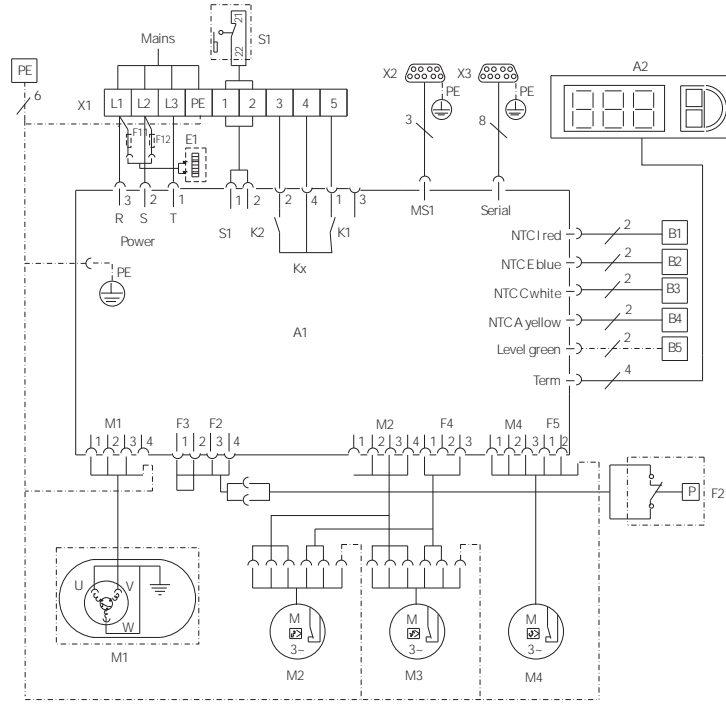 Mains
21
22
S1
X2
X3
A2
PE
6
X1
L1
L2
L3
PE
1
2
3
4
5
PE
PE
3
8
F11
F12
E1
3
2
1
1
2
2
4
1
3
MS1
Serial
R
S
T
S1
K2
K1
Power
Kx
NTC I red
2
B1
NTC E blue
2
B2
NTC C white
2
B3
NTC A yellow
2
B4
Level green
2
B5
Term
4
PE
A1
M1
F3
F2
M2
F4
M4
F5
1
2
3
4
1
2
3
4
1
2
3
4
1
2
3
1
2
3
1
2
P
F2
U
V
W
M1
M
3~
M2
M
3~
M3
M
3~
M4